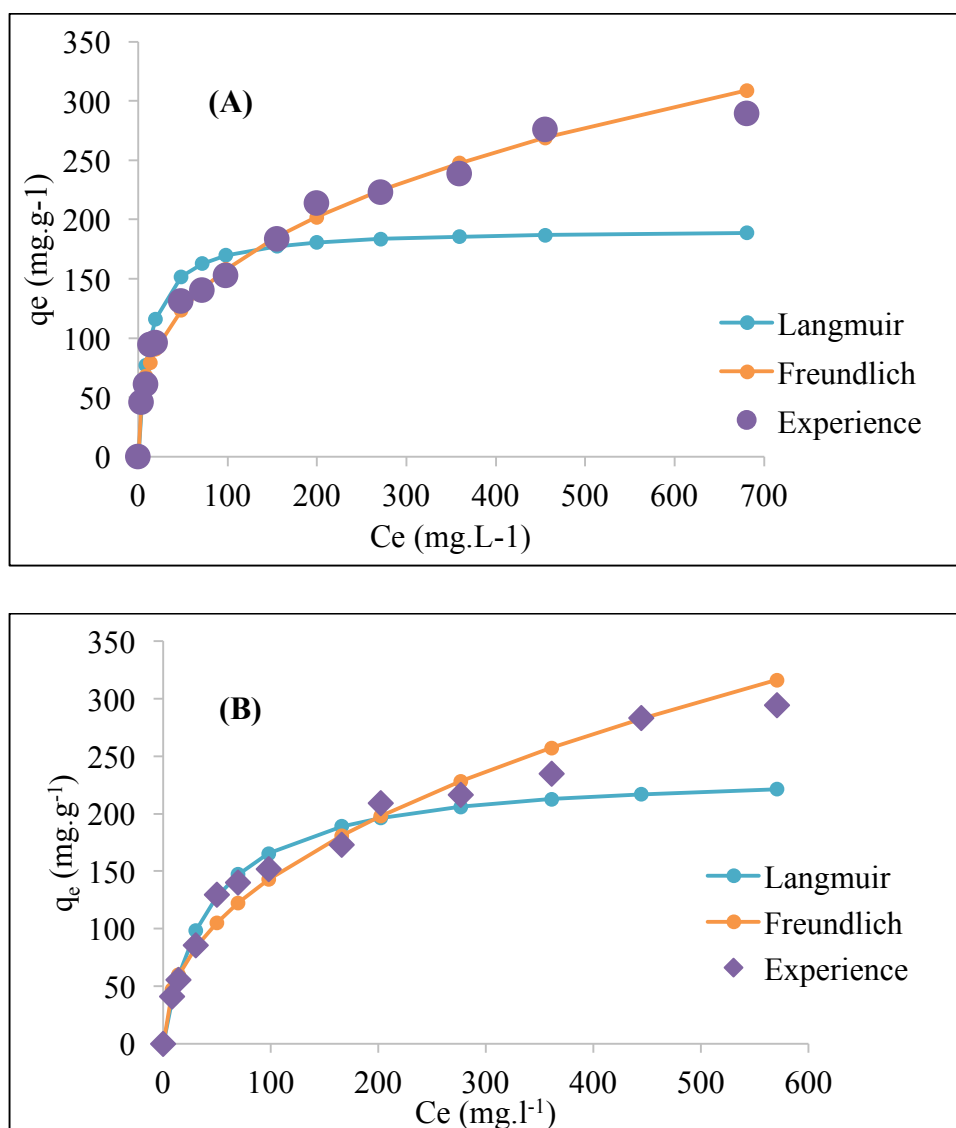 350
300
250
200
150
100
50
0
(A)
qe (mg.g-1)
Langmuir
Freundlich
Experience
0 100 200 300 400 500 600 700
Ce (mg.L-1)
350
300
250
200
150
100
50
0
(B)
qe (mg.g-1)
Langmuir
Freundlich
Experience
0 100 200 300 400 500 600
Ce (mg.l-1)